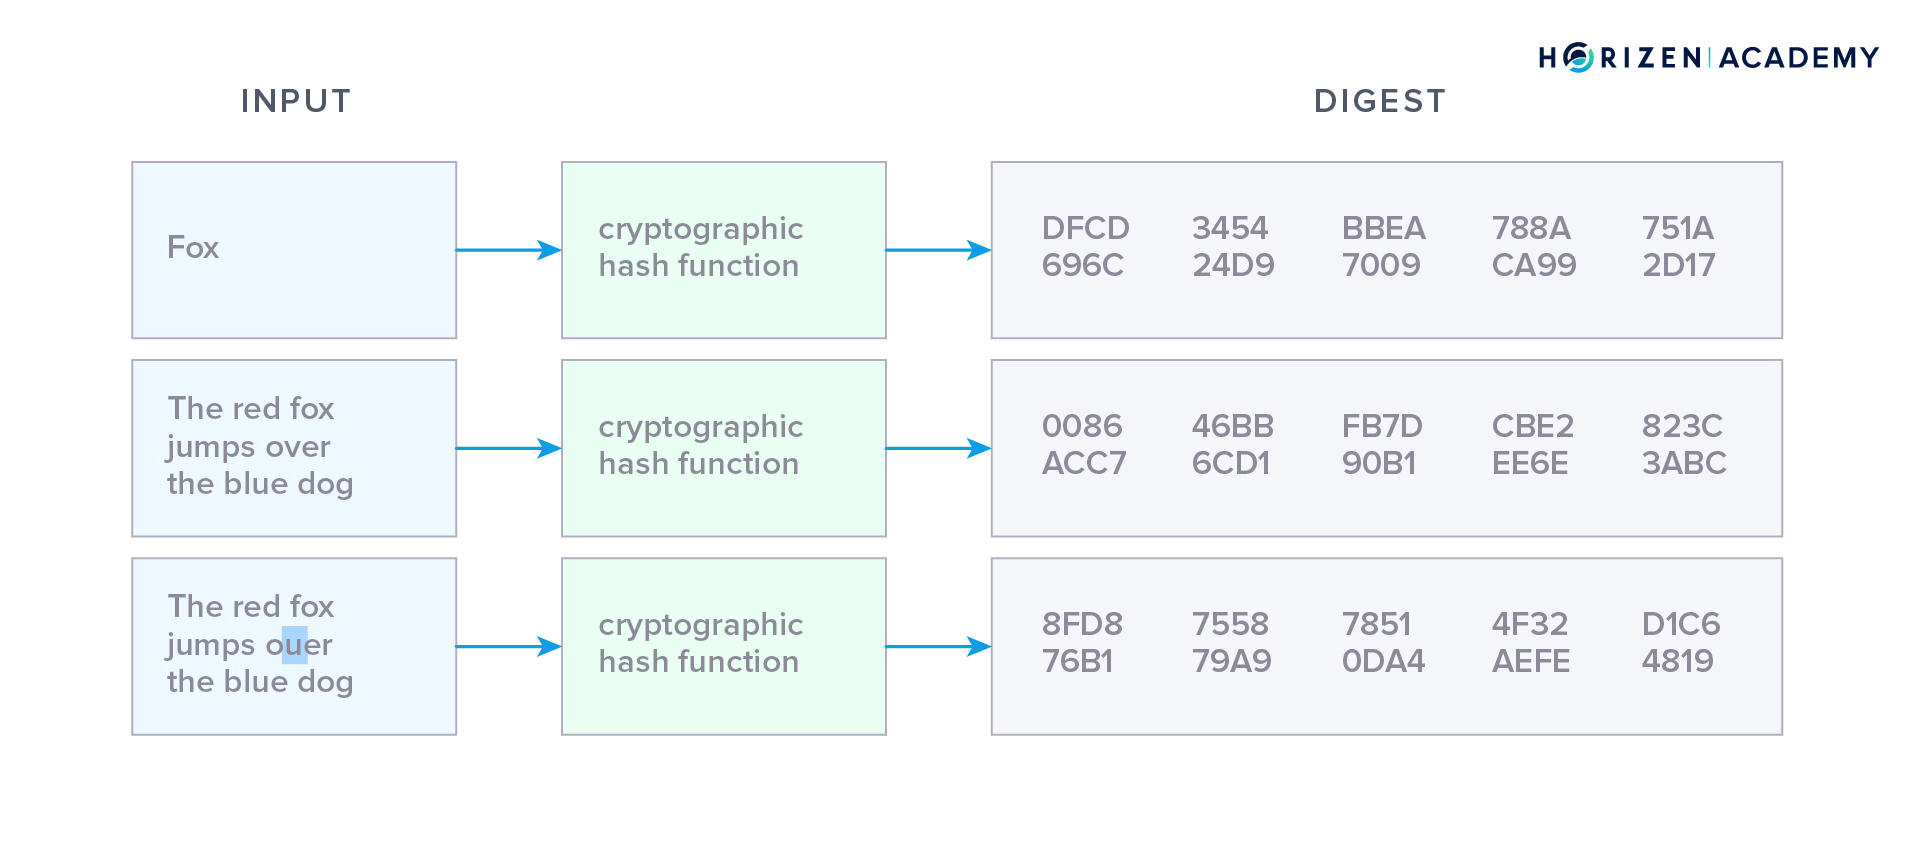 HORIZEN | ACADEMY
INPUT
DIGEST
Fox
cryptographic
hash function
DFCD 3454 BBEA 788A 751A
696C 24D9 7009 CA99 2D17
The red fox
jumps over
the blue dog
cryptographic
hash function
0086 46BB FB7D CBE2 823C
ACC7 6CD1 90B1 EE6E 3ABC
The red fox
jumps ouer
the blue dog
cryptographic
hash function
8FD8 7558 7851 4F32 D1C6
76B1 79A9 0DA4 AEFE 4819